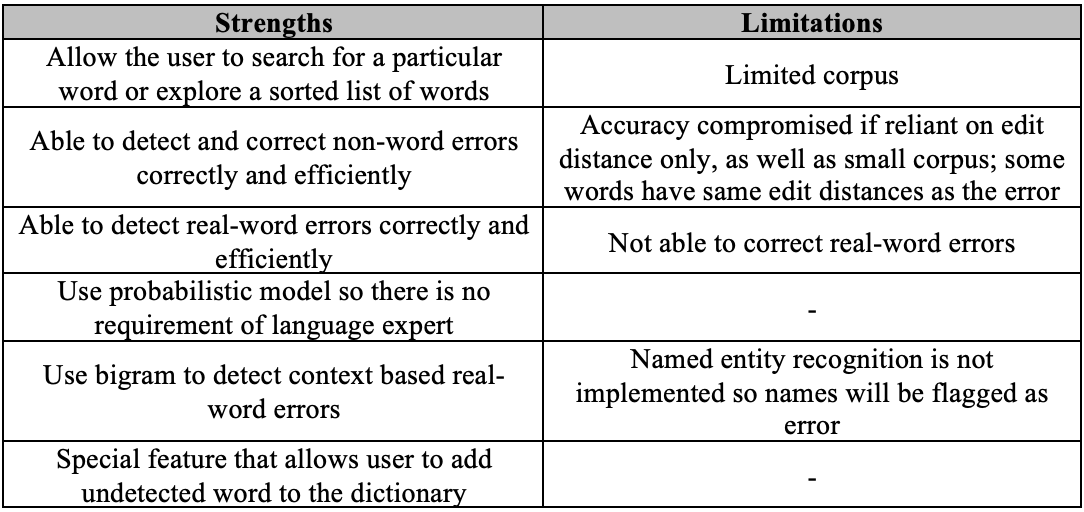 Strengths
Limitations
Allow the user to search for a particular
word or explore a sorted list of words
Limited corpus
Able to detect and correct non-word errors
correctly and efficiently
Accuracy compromised if reliant on edit
distance only, as well as small corpus; some
words have same edit distances as the error
Able to detect real-word errors correctly and
efficiently
Not able to correct real-word errors
Use probabilistic model so there is no
requirement of language expert
-
Use bigram to detect context based real-
word errors
Named entity recognition is not
implemented so names will be flagged as
error
Special feature that allows user to add
undetected word to the dictionary
-